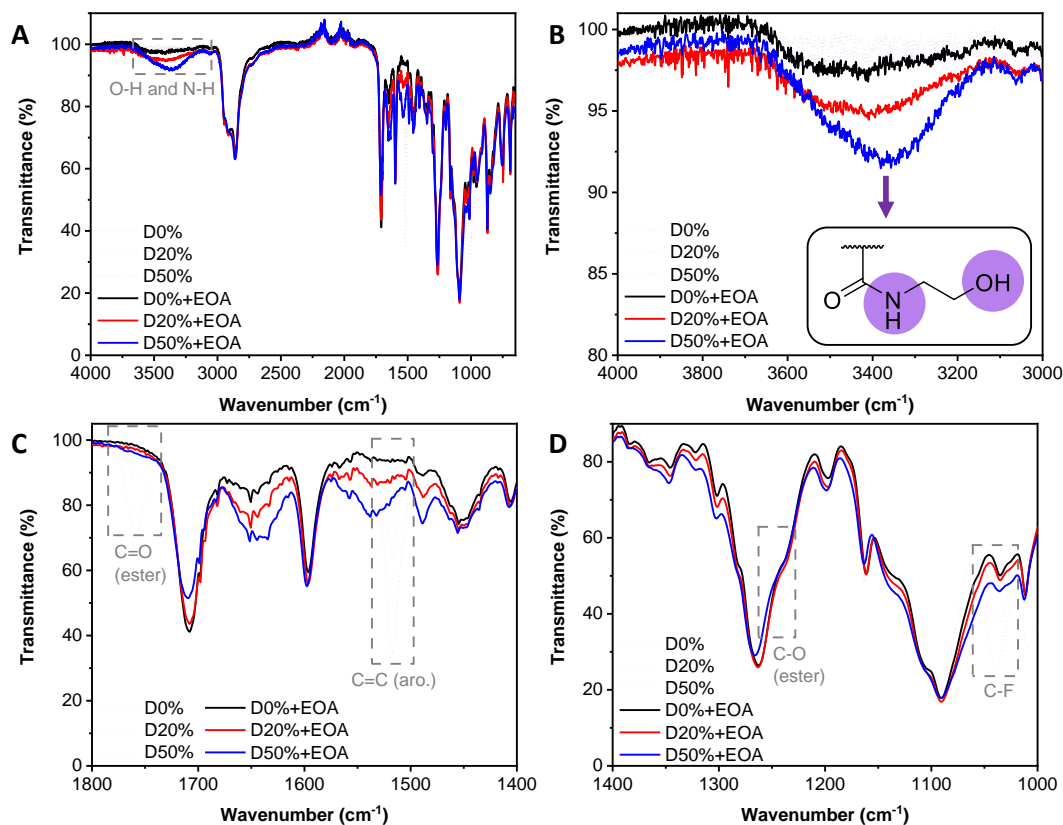 A
Transmittance (%)
100
80
60
40
20
0
O-H and N-H
D0%
D20%
D50%
D0%+EOA
D20%+EOA
D50%+EOA
4000 3500 3000 2500 2000 1500 1000
Wavenumber (cm-1)
B
Transmittance (%)
100
95
90
85
80
D0%
D20%
D50%
D0%+EOA
D20%+EOA
D50%+EOA
O
N
H
OH
4000 3800 3600 3400 3200 3000
Wavenumber (cm-1)
C
Transmittance (%)
100
80
60
40
20
0
C=O
(ester)
C=C (aro.)
D0% D0%+EOA
D20% D20%+EOA
D50% D50%+EOA
1800 1700 1600 1500 1400
Wavenumber (cm-1)
D
Transmittance (%)
80
60
40
20
0
C-O
(ester)
C-F
D0%
D20%
D50%
D0%+EOA
D20%+EOA
D50%+EOA
1400 1300 1200 1100 1000
Wavenumber (cm-1)